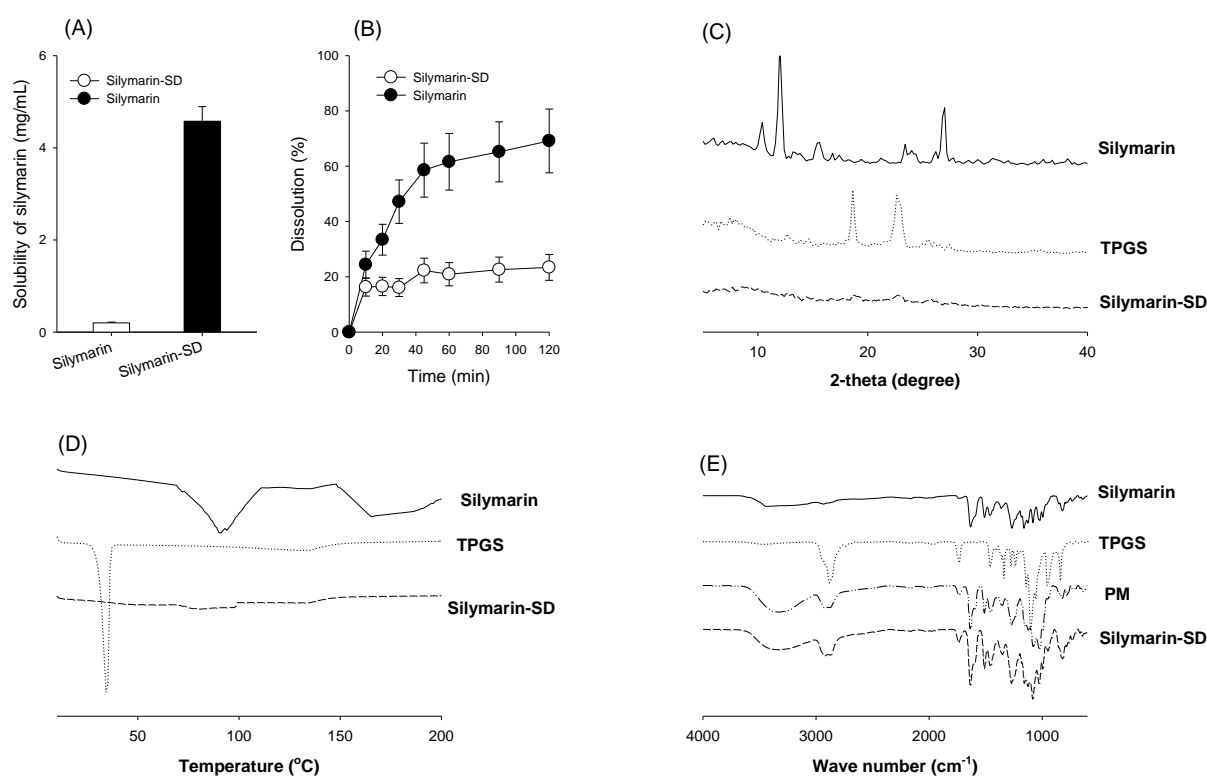 (A)
Solubility of silymarin (mg/mL)
6
4
2
0
Silymarin-SD
Silymarin
Silymarin
Silymarin-SD
(B)
Dissolution (%)
100
80
60
40
20
0
Silymarin-SD
Silymarin
0 20 40 60 80 100 120
Time (min)
(C)
Silymarin
TPGS
Silymarin-SD
10 20 30 40
2-theta (degree)
(D)
Silymarin
TPGS
Silymarin-SD
50 100 150 200
Temperature (°C)
(E)
Silymarin
TPGS
PM
Silymarin-SD
4000 3000 2000 1000
Wave number (cm⁻¹)